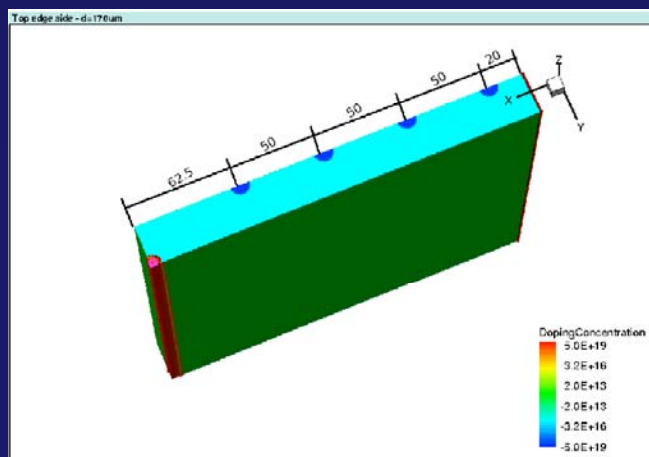 Top edge side - d=170um
20
50
50
50
62.5
Z
X
Y
DopingConcentration
5.0E+19
3.2E+16
2.0E+13
-2.0E+13
-3.2E+16
-5.0E+19